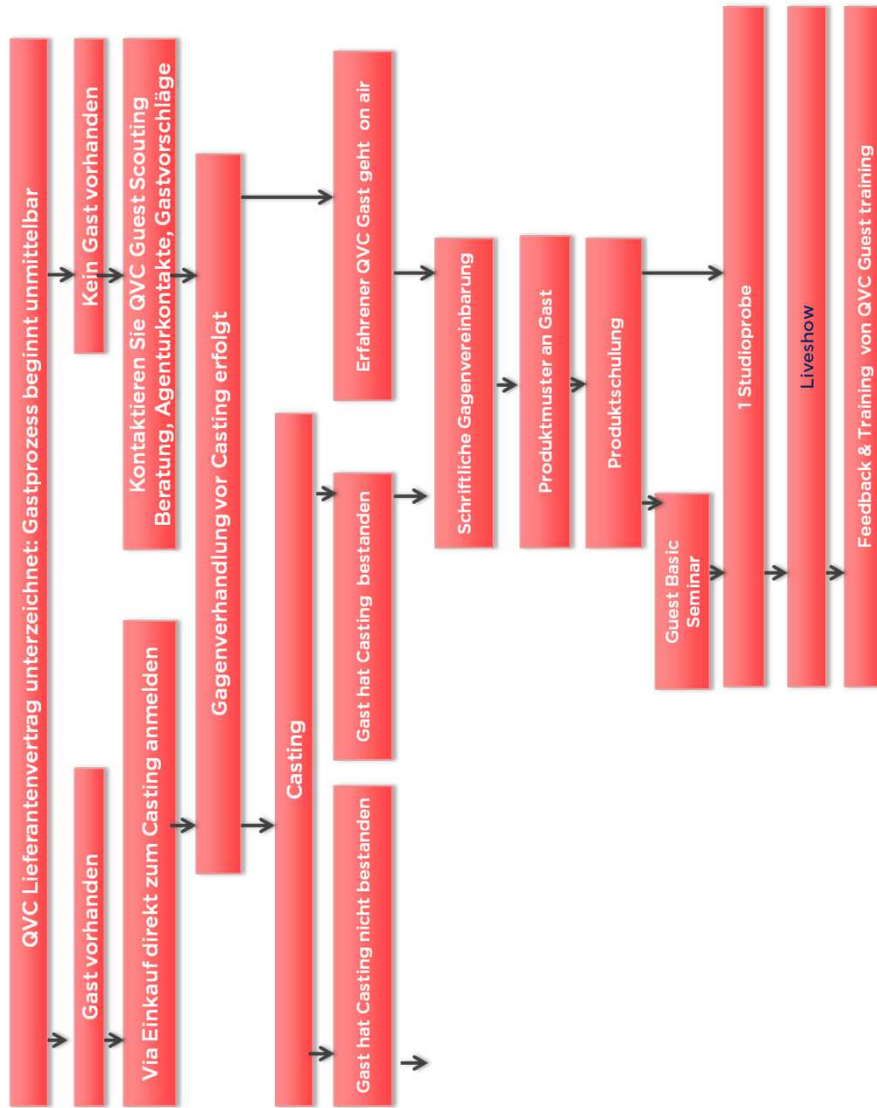 QVC Lieferantenvertrag unterzeichnet: Gastprozess beginnt unmittelbar
Gast vorhanden
Kein Gast vorhanden
Via Einkauf direkt zum Casting anmelden
Kontaktieren Sie QVC Guest Scouting
Beratung, Agenturkontakte, Gastvorschläge
Gagenverhandlung vor Casting erfolgt
Casting
Gast hat Casting nicht bestanden
Gast hat Casting bestanden
Erfahrener QVC Gast geht on air
Schriftliche Gagenvereinbarung
Produktmuster an Gast
Produktschulung
Guest Basic
Seminar
1 Studioprobe
Liveshow
Feedback & Training von QVC Guest training